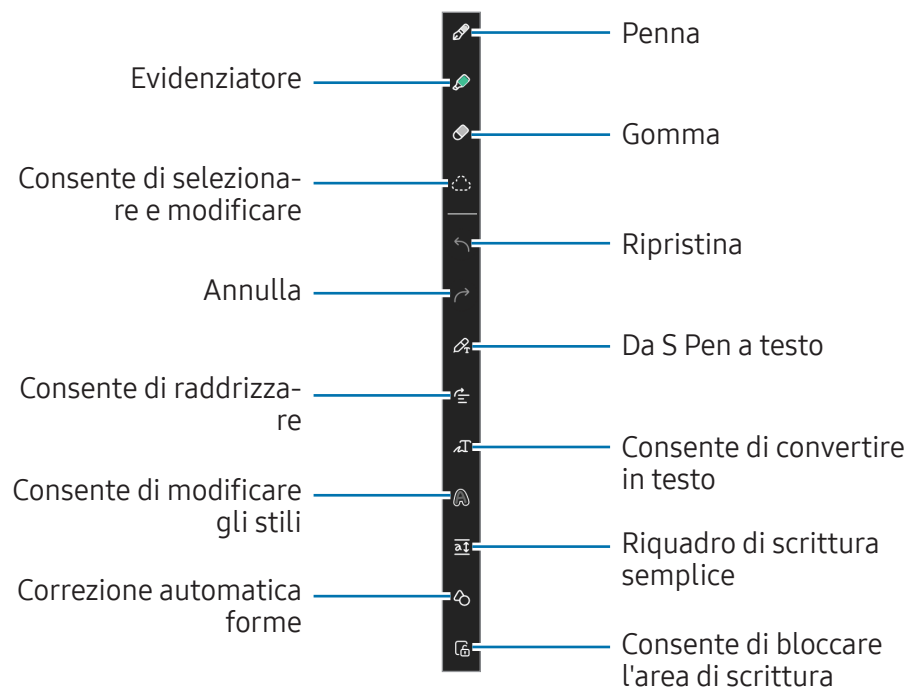 Penna
Evidenziatore
Gomma
Consente di seleziona-
re e modificare
Ripristina
Annulla
Da S Pen a testo
Consente di raddrizza-
re
Consente di convertire
in testo
Consente di modificare
gli stili
Riquadro di scrittura
semplice
Correzione automatica
forme
Consente di bloccare
l'area di scrittura